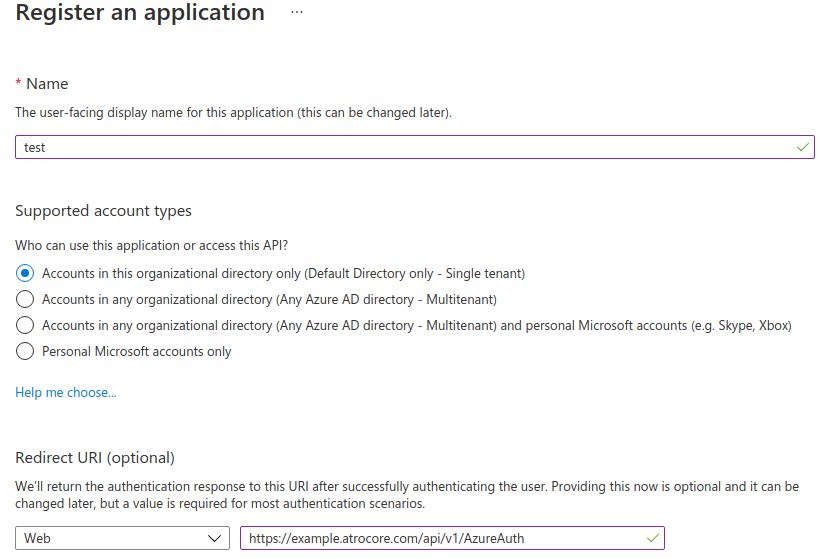 Register an application ...
* Name
The user-facing display name for this application (this can be changed later).
test
Supported account types
Who can use this application or access this API?
Accounts in this organizational directory only (Default Directory only - Single tenant)
Accounts in any organizational directory (Any Azure AD directory - Multitenant)
Accounts in any organizational directory (Any Azure AD directory - Multitenant) and personal Microsoft accounts (e.g. Skype, Xbox)
Personal Microsoft accounts only
Help me choose...
Redirect URI (optional)
We'll return the authentication response to this URI after successfully authenticating the user. Providing this now is optional and it can be
changed later, but a value is required for most authentication scenarios.
Web https://example.atrocore.com/api/v1/AzureAuth